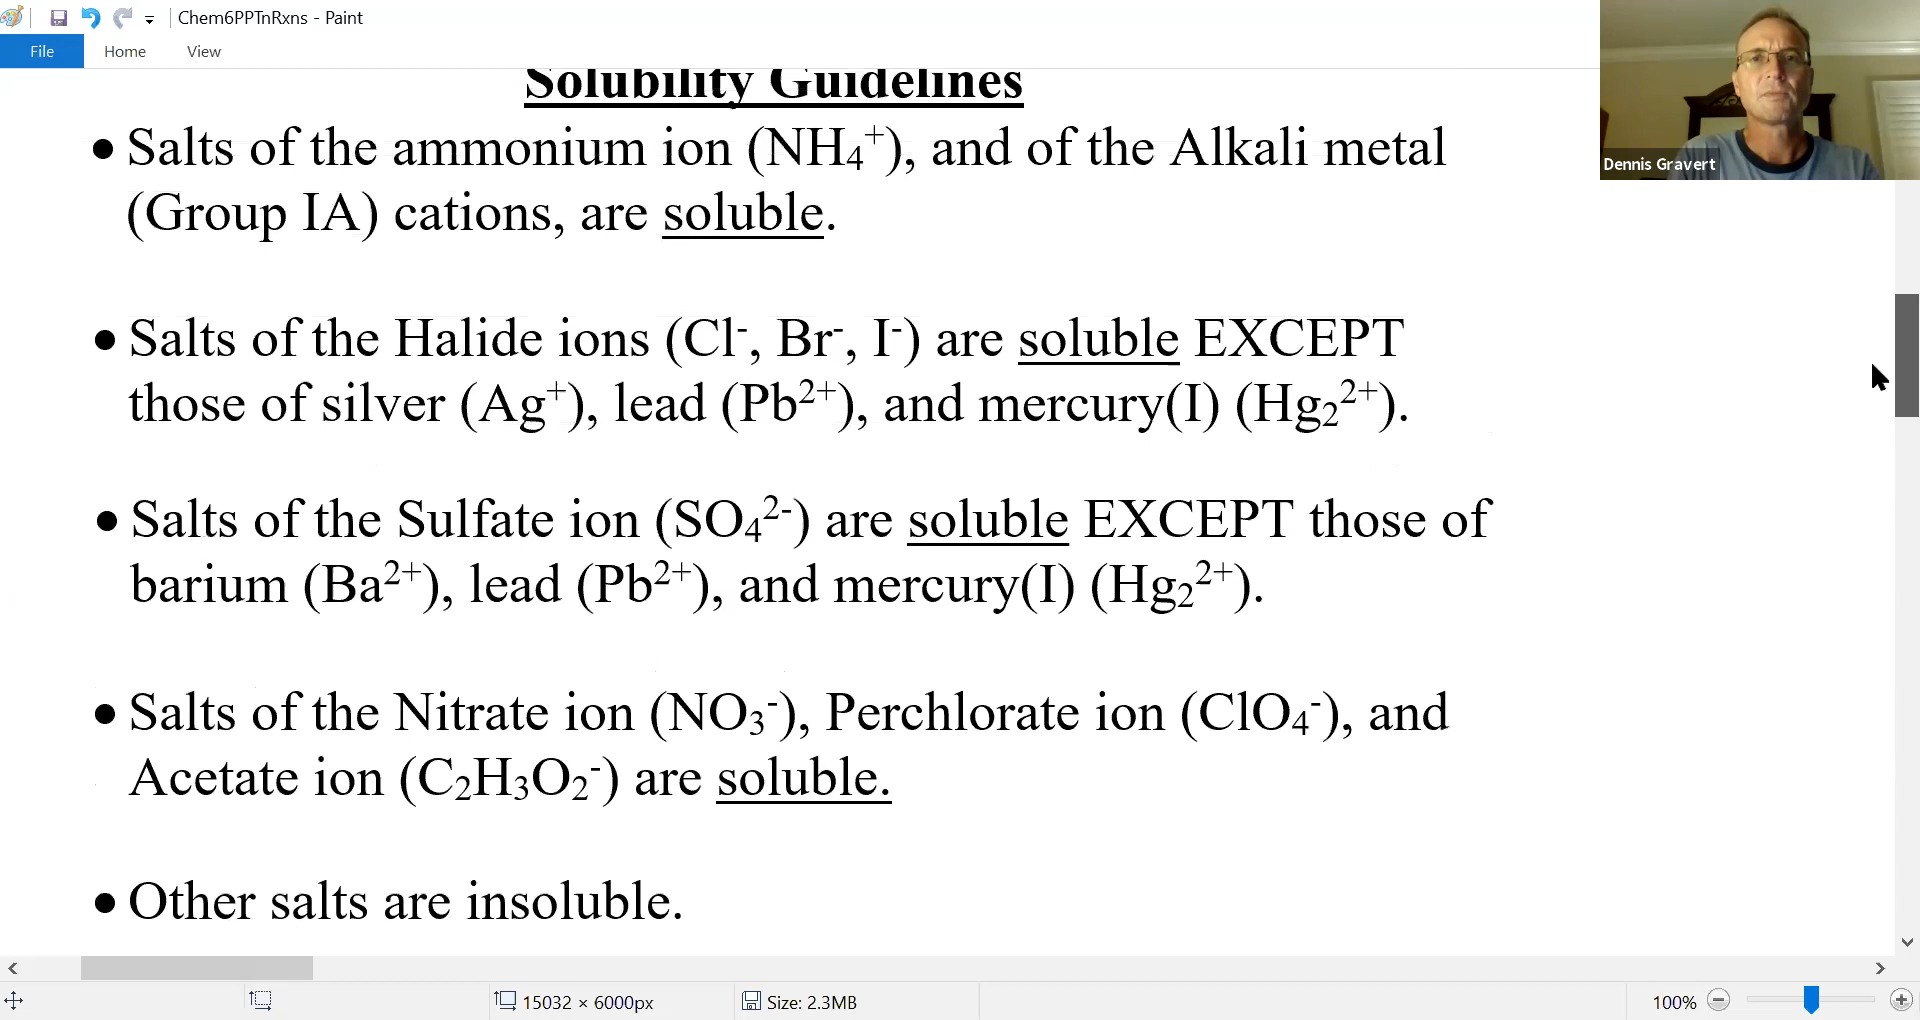 Chem6PPTnRxns - Paint
File Home View
Solubility Guidelines
• Salts of the ammonium ion (NH₄⁺), and of the Alkali metal
(Group IA) cations, are soluble.
• Salts of the Halide ions (Cl⁻, Br⁻, I⁻) are soluble EXCEPT
those of silver (Ag⁺), lead (Pb²⁺), and mercury(I) (Hg₂²⁺).
• Salts of the Sulfate ion (SO₄²⁻) are soluble EXCEPT those of
barium (Ba²⁺), lead (Pb²⁺), and mercury(I) (Hg₂²⁺).
• Salts of the Nitrate ion (NO₃⁻), Perchlorate ion (ClO₄⁻), and
Acetate ion (C₂H₃O₂⁻) are soluble.
• Other salts are insoluble.
Dennis Gravert
15032 × 6000px
Size: 2.3MB
100%